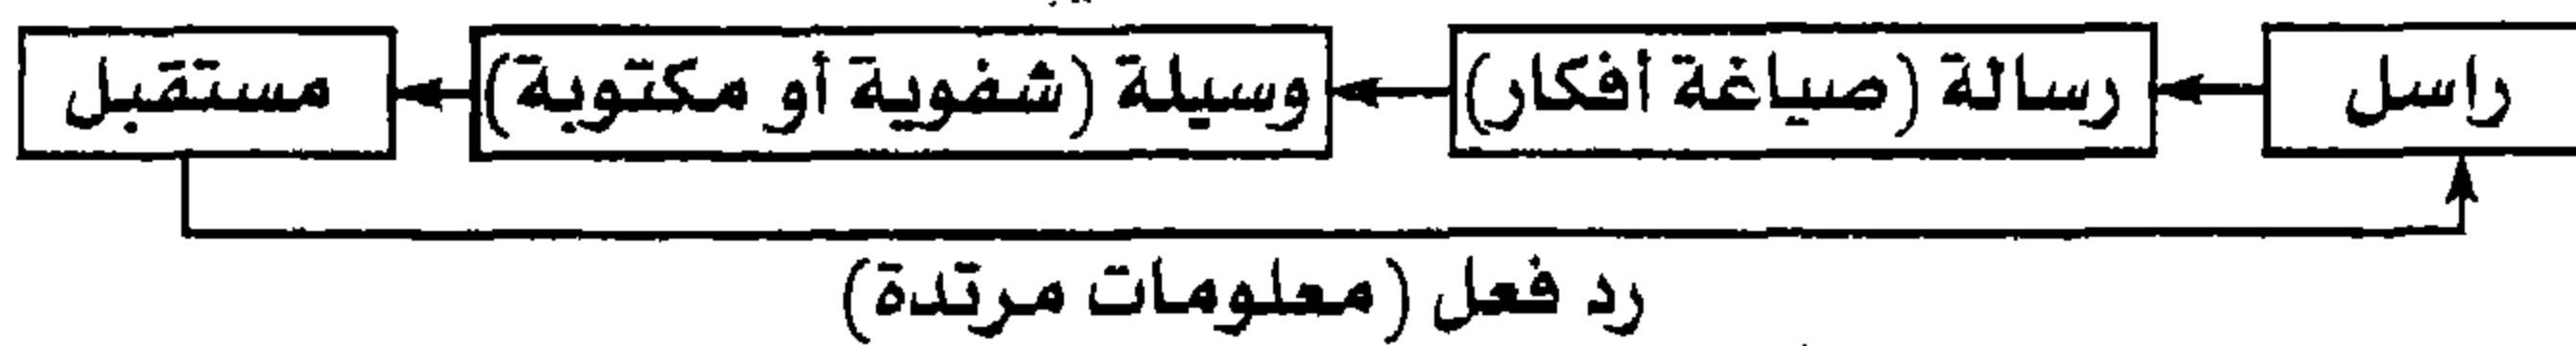 راسل
رسالة (صياغة أفكار)
وسيلة (شفوية أو مكتوبة)
مستقبل
رد فعل (معلومات مرتدة)